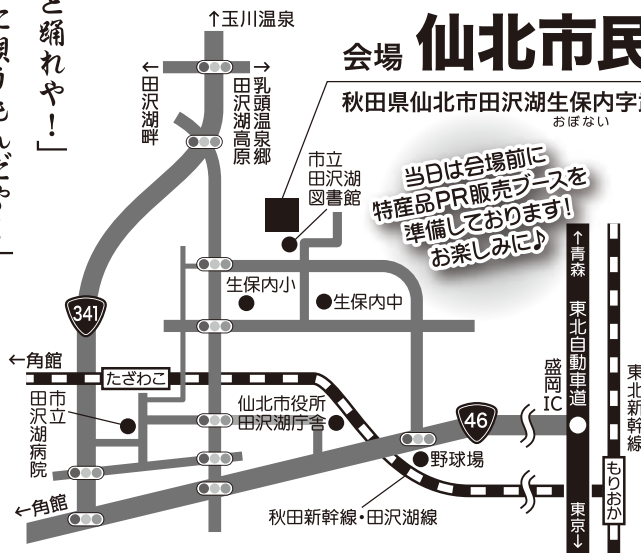 と踊れや！」
に唄うもんだや！」
↑玉川温泉
会場 仙北市民
秋田県仙北市田沢湖生保内字
おぼない
←田沢湖畔
→乳頭温泉郷
田沢湖高原
市立
田沢湖
図書館
当日は会場前に
特産品PR販売ブースを
準備しております！
お楽しみに♪
生保内小
生保内中
341
←角館
たざわこ
市立
田沢湖病院
仙北市役所
田沢湖庁舎
46
野球場
←角館
秋田新幹線・田沢湖線
盛岡IC
↑青森
東北自動車道
東京↓
東北新幹線
もりおか